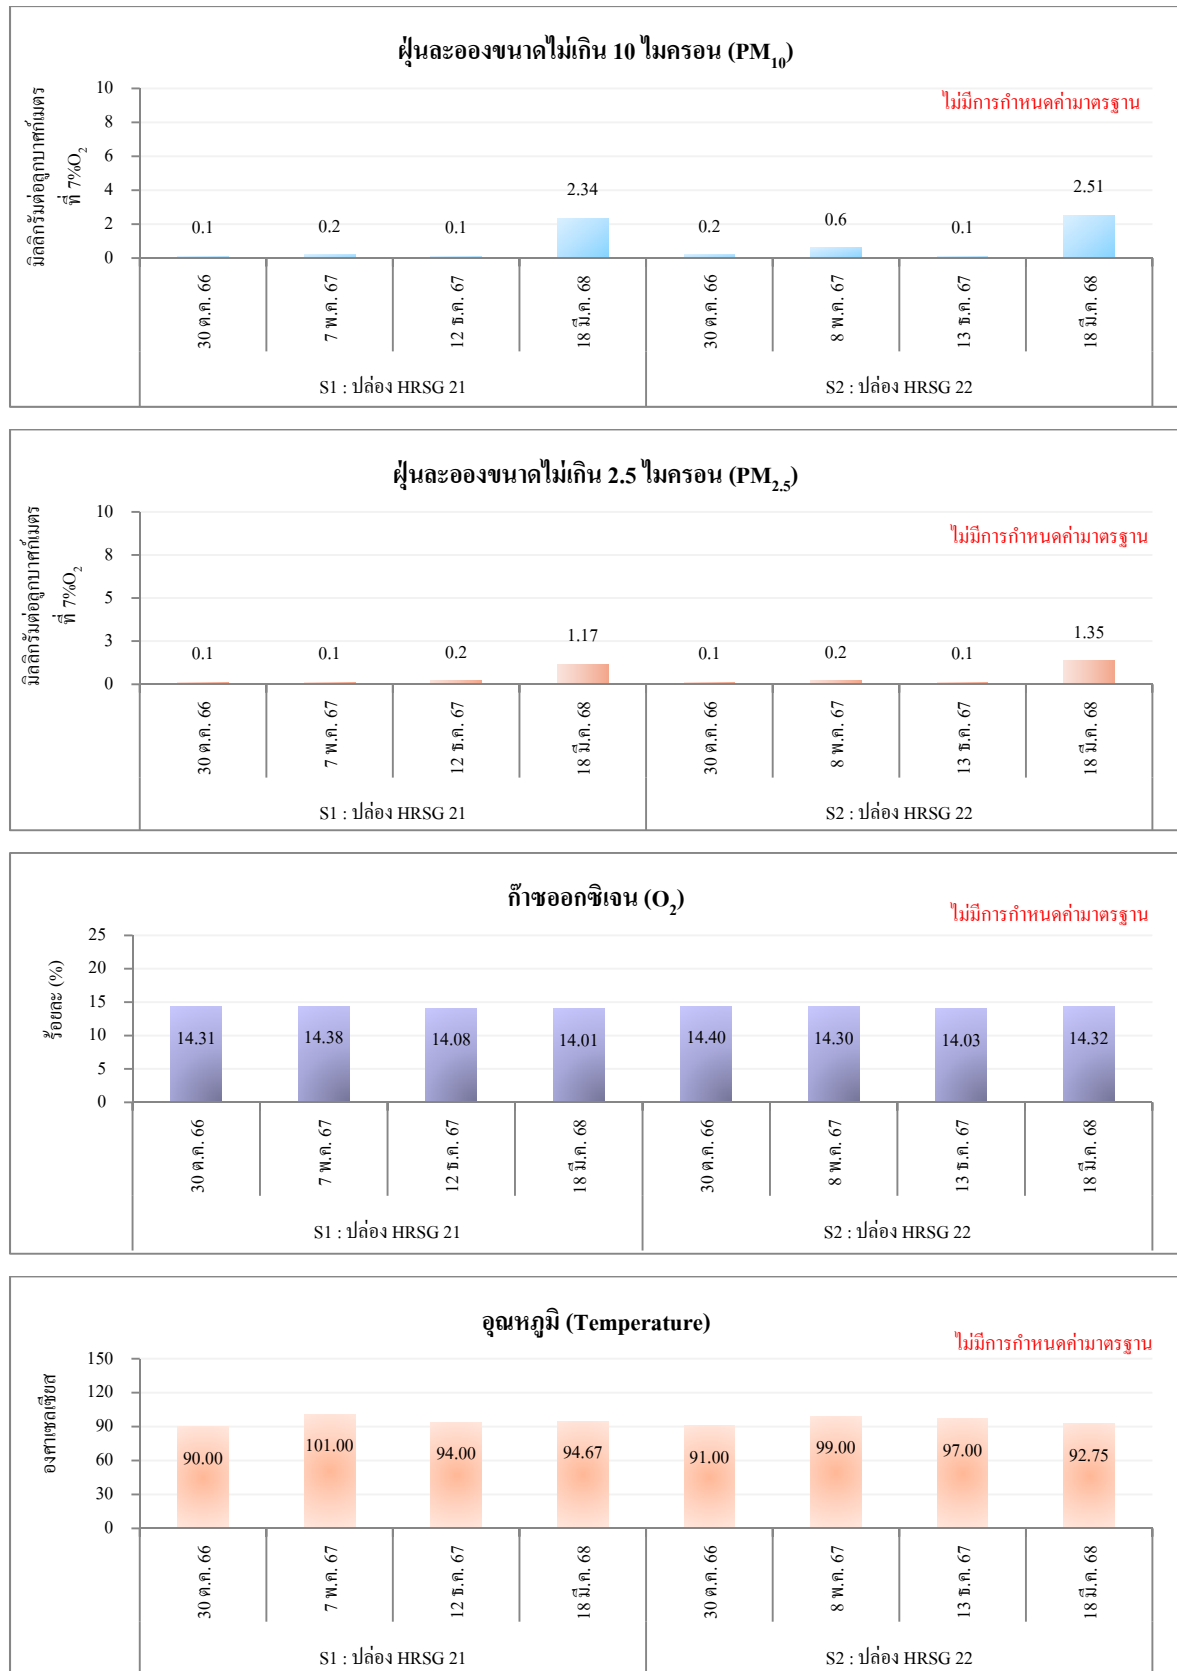 ฝุ่นละอองขนาดไม่เกิน 10 ไมครอน (PM10)
ไม่มีการกำหนดค่ามาตรฐาน
มิลลิกรัมต่อลูกบาศก์เมตร
ที่ 7%O2
10
8
6
4
2
0
0.1
0.2
0.1
2.34
0.2
0.6
0.1
2.51
30 ต.ค. 66
7 พ.ค. 67
12 ธ.ค. 67
18 มี.ค. 68
30 ต.ค. 66
8 พ.ค. 67
13 ธ.ค. 67
18 มี.ค. 68
S1 : ปล่อง HRSG 21
S2 : ปล่อง HRSG 22
ฝุ่นละอองขนาดไม่เกิน 2.5 ไมครอน (PM2.5)
ไม่มีการกำหนดค่ามาตรฐาน
มิลลิกรัมต่อลูกบาศก์เมตร
ที่ 7%O2
10
8
5
3
0
0.1
0.1
0.2
1.17
0.1
0.2
0.1
1.35
30 ต.ค. 66
7 พ.ค. 67
12 ธ.ค. 67
18 มี.ค. 68
30 ต.ค. 66
8 พ.ค. 67
13 ธ.ค. 67
18 มี.ค. 68
S1 : ปล่อง HRSG 21
S2 : ปล่อง HRSG 22
ก๊าซออกซิเจน (O2)
ไม่มีการกำหนดค่ามาตรฐาน
ร้อยละ (%)
25
20
15
10
5
0
14.31
14.38
14.08
14.01
14.40
14.30
14.03
14.32
30 ต.ค. 66
7 พ.ค. 67
12 ธ.ค. 67
18 มี.ค. 68
30 ต.ค. 66
8 พ.ค. 67
13 ธ.ค. 67
18 มี.ค. 68
S1 : ปล่อง HRSG 21
S2 : ปล่อง HRSG 22
อุณหภูมิ (Temperature)
ไม่มีการกำหนดค่ามาตรฐาน
องศาเซลเซียส
150
120
90
60
30
0
90.00
101.00
94.00
94.67
91.00
99.00
97.00
92.75
30 ต.ค. 66
7 พ.ค. 67
12 ธ.ค. 67
18 มี.ค. 68
30 ต.ค. 66
8 พ.ค. 67
13 ธ.ค. 67
18 มี.ค. 68
S1 : ปล่อง HRSG 21
S2 : ปล่อง HRSG 22